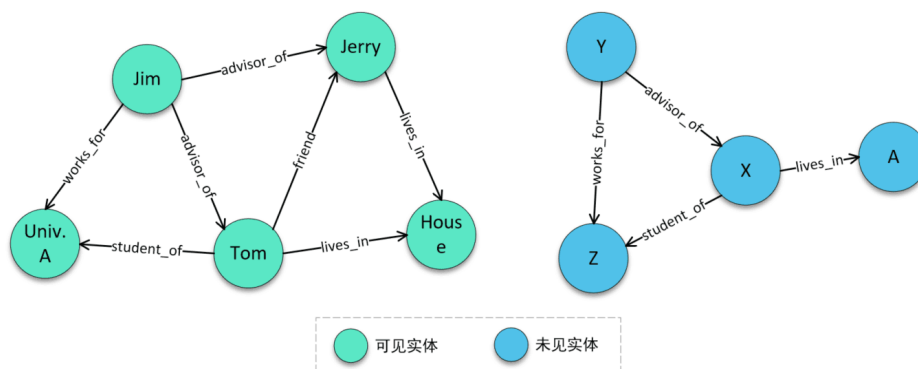 Jim
advisor_of
Jerry
works_for
advisor_of
friend
lives_in
Univ.
A
student_of
Tom
lives_in
Hous
e
Y
advisor_of
works_for
X
lives_in
A
student_of
Z
可见实体
未见实体